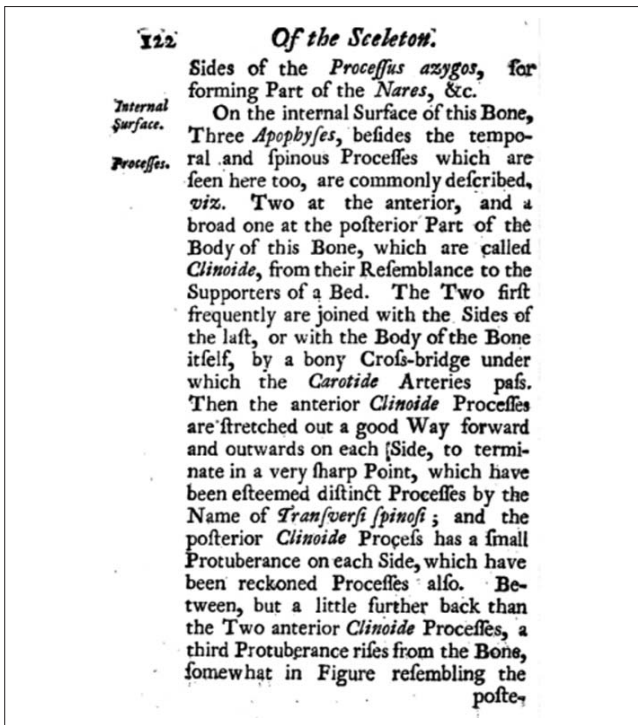 122 Of the Sceleton.
Sides of the Proceſſus azygos, for
forming Part of the Nares, &c.
Internal
Surface.
On the internal Surface of this Bone,
Three Apophyſes, beſides the tempo-
Proceſſes.
ral and ſpinous Proceſſes which are
ſeen here too, are commonly deſcribed,
viz. Two at the anterior, and a
broad one at the poſterior Part of the
Body of this Bone, which are called
Clinoide, from their Reſemblance to the
Supporters of a Bed. The Two firſt
frequently are joined with the Sides of
the laſt, or with the Body of the Bone
itſelf, by a bony Croſs-bridge under
which the Carotide Arteries paſs.
Then the anterior Clinoide Proceſſes
are ſtretched out a good Way forward
and outwards on each Side, to termi-
nate in a very ſharp Point, which have
been eſteemed diſtinct Proceſſes by the
Name of Tranſverſi ſpinoſi; and the
poſterior Clinoide Proceſs has a ſmall
Protuberance on each Side, which have
been reckoned Proceſſes alſo. Be-
tween, but a little further back than
the Two anterior Clinoide Proceſſes, a
third Protuberance riſes from the Bone,
ſomewhat in Figure reſembling the
poſte-